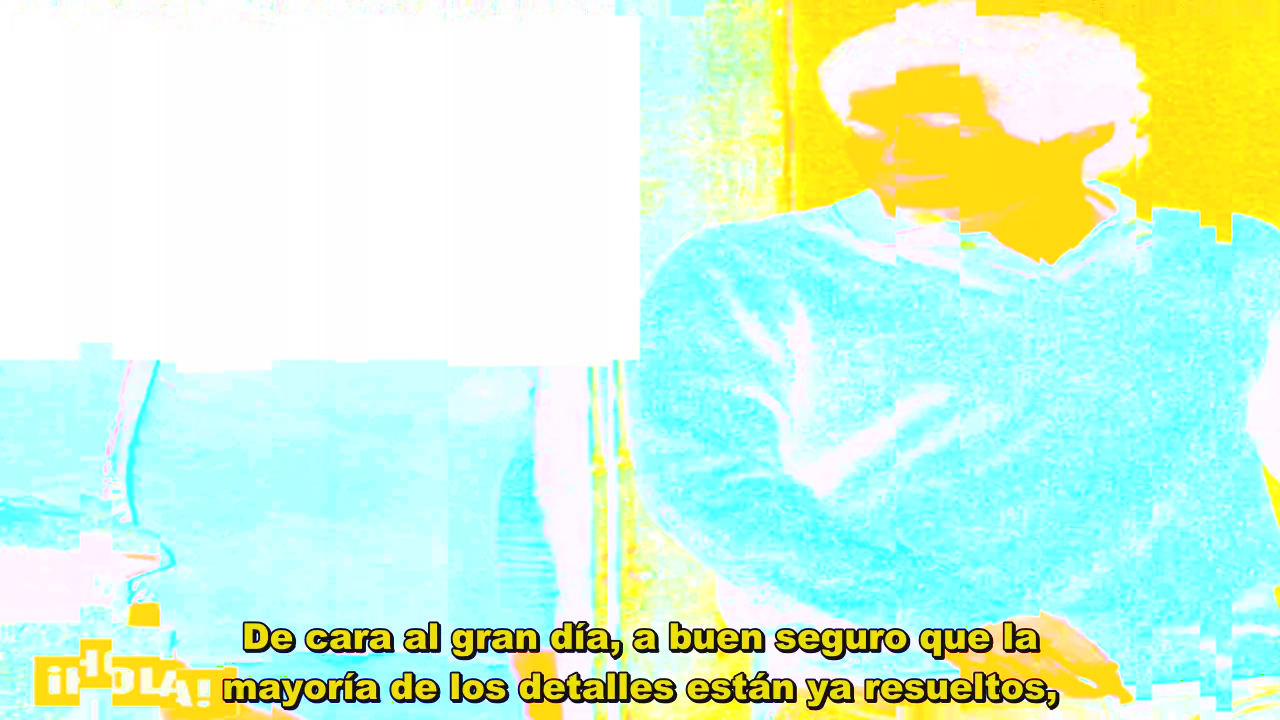 De cara al gran día, a buen seguro que la
mayoría de los detalles están ya resueltos,
¡HOLA!